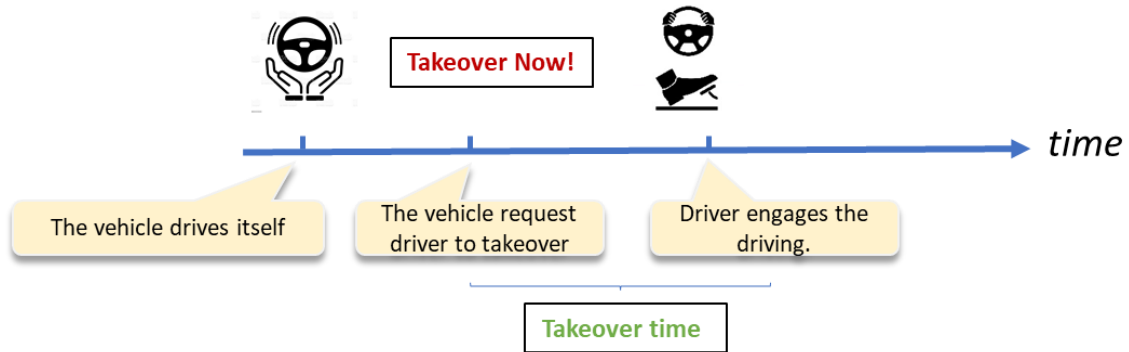 Takeover Now!
time
The vehicle drives itself
The vehicle request
driver to takeover
Driver engages the
driving.
Takeover time